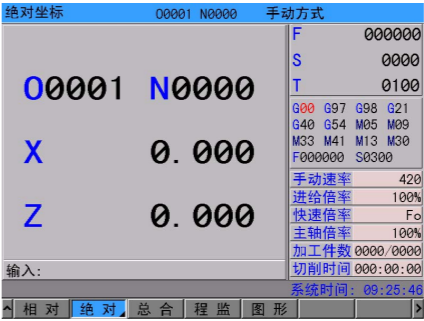 绝对坐标 O0001 N0000 手动方式
O0001 N0000
X 0.000
Z 0.000
F 000000
S 0000
T 0100
G00 G97 G98 G21
G40 G54 M05 M09
M33 M41 M13 M30
F000000 S0300
手动速率 420
进给倍率 100%
快速倍率 Fo
主轴倍率 100%
加工件数 0000/0000
切削时间 000:00:00
输入:
系统时间: 09:25:46
^ 相对 绝对 总合 程监 图形 >